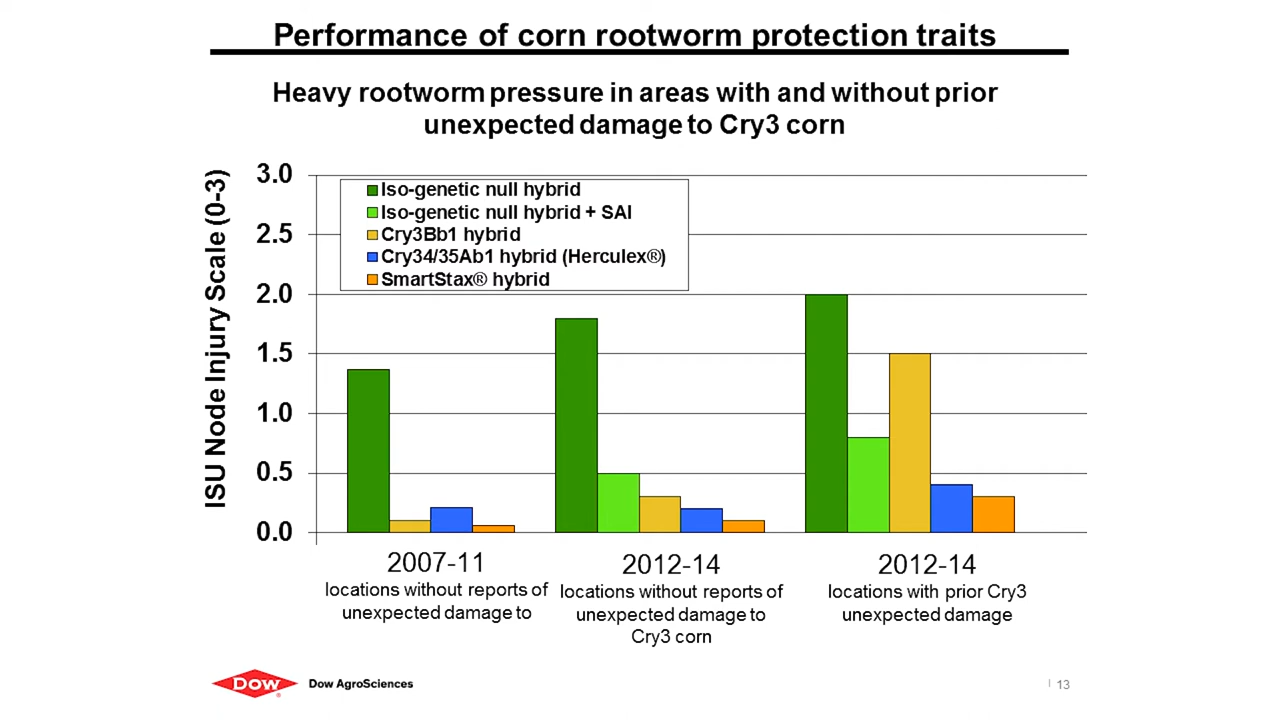 Performance of corn rootworm protection traits
Heavy rootworm pressure in areas with and without prior
unexpected damage to Cry3 corn
ISU Node Injury Scale (0-3)
3.0
2.5
2.0
1.5
1.0
0.5
0.0
Iso-genetic null hybrid
Iso-genetic null hybrid + SAI
Cry3Bb1 hybrid
Cry34/35Ab1 hybrid (Herculex®)
SmartStax® hybrid
2007-11
locations without reports of
unexpected damage to
2012-14
locations without reports of
unexpected damage to
Cry3 corn
2012-14
locations with prior Cry3
unexpected damage
Dow ® Dow AgroSciences
13